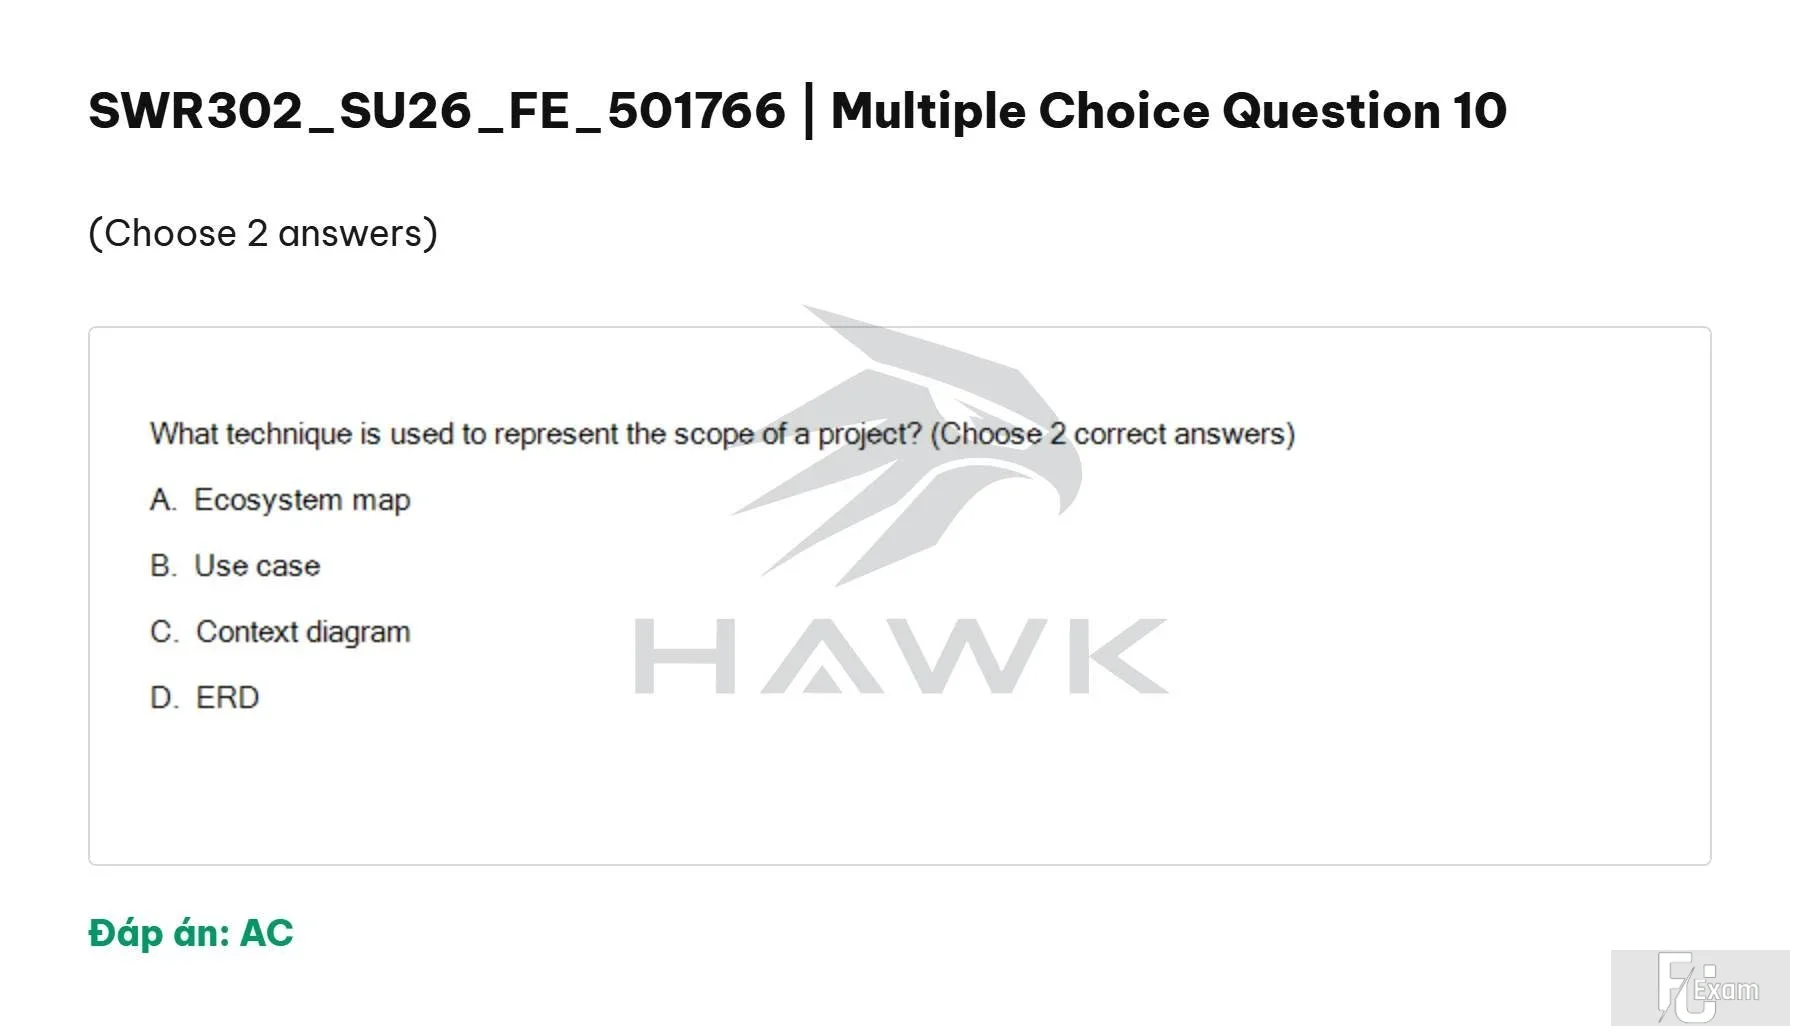 SWR302_SU26_FE_501766 | Multiple Choice Question 10
(Choose 2 answers)
What technique is used to represent the scope of a project? (Choose 2 correct answers)
A. Ecosystem map
B. Use case
C. Context diagram
D. ERD
HAWK
Đáp án: AC
FU Exam